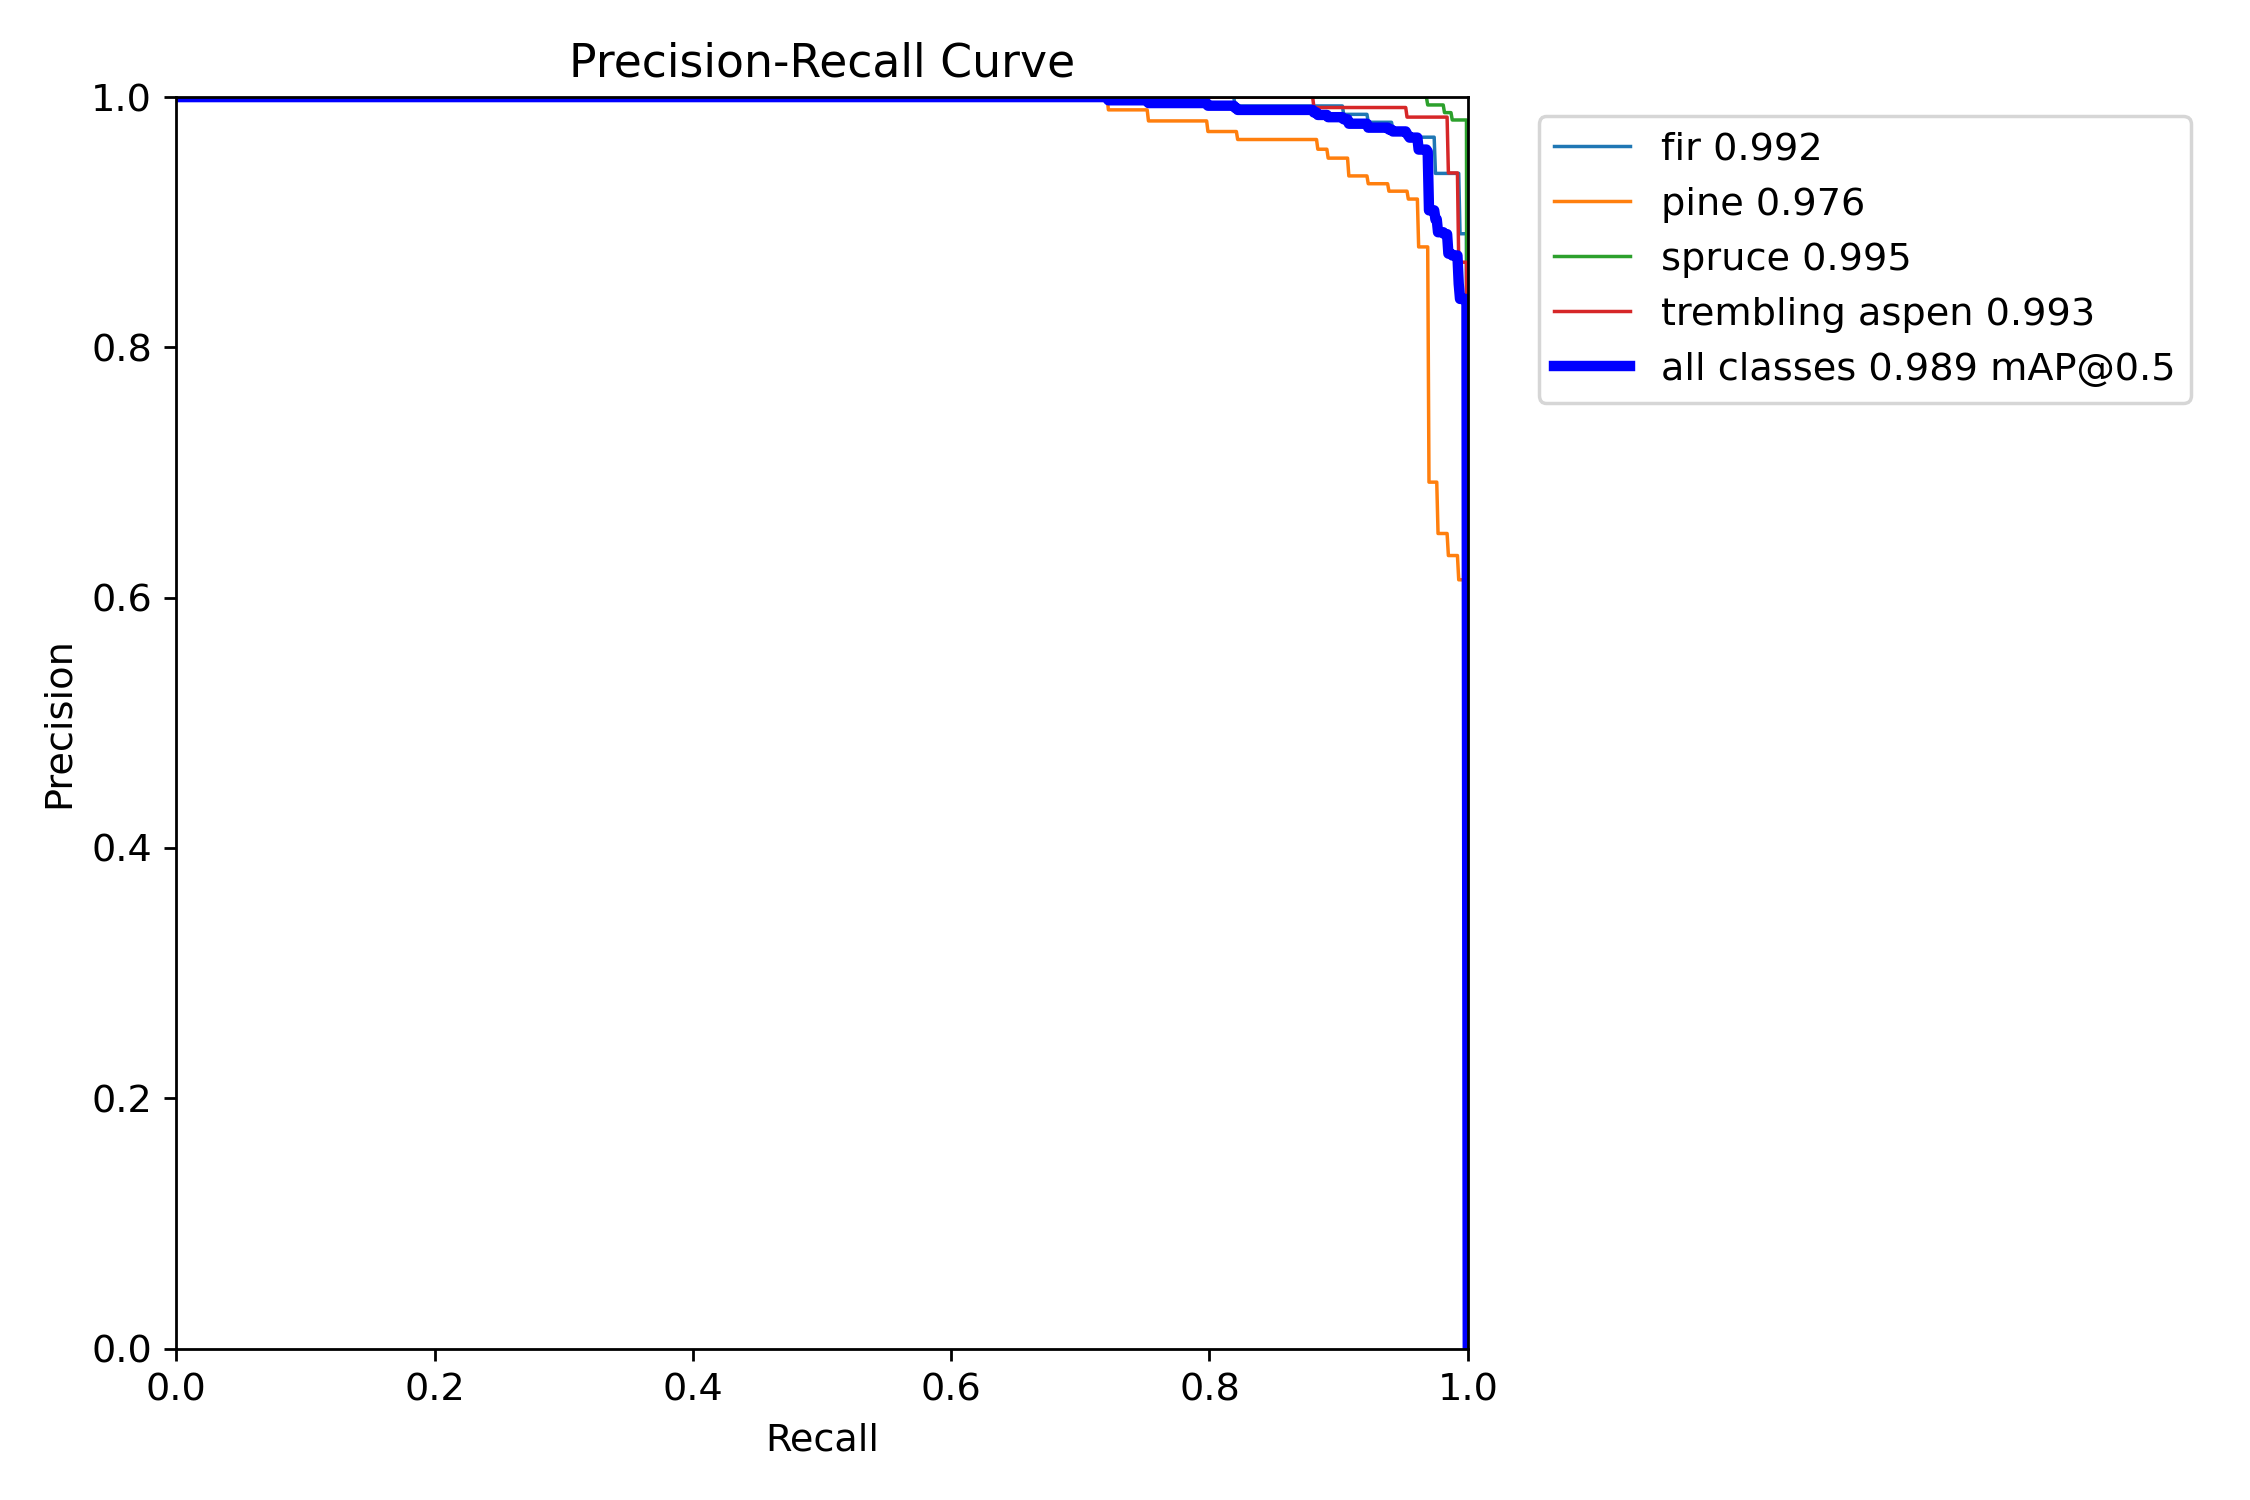 Precision-Recall Curve
1.0
0.8
0.6
0.4
0.2
0.0
Precision
0.0 0.2 0.4 0.6 0.8 1.0
Recall
fir 0.992
pine 0.976
spruce 0.995
trembling aspen 0.993
all classes 0.989 mAP@0.5